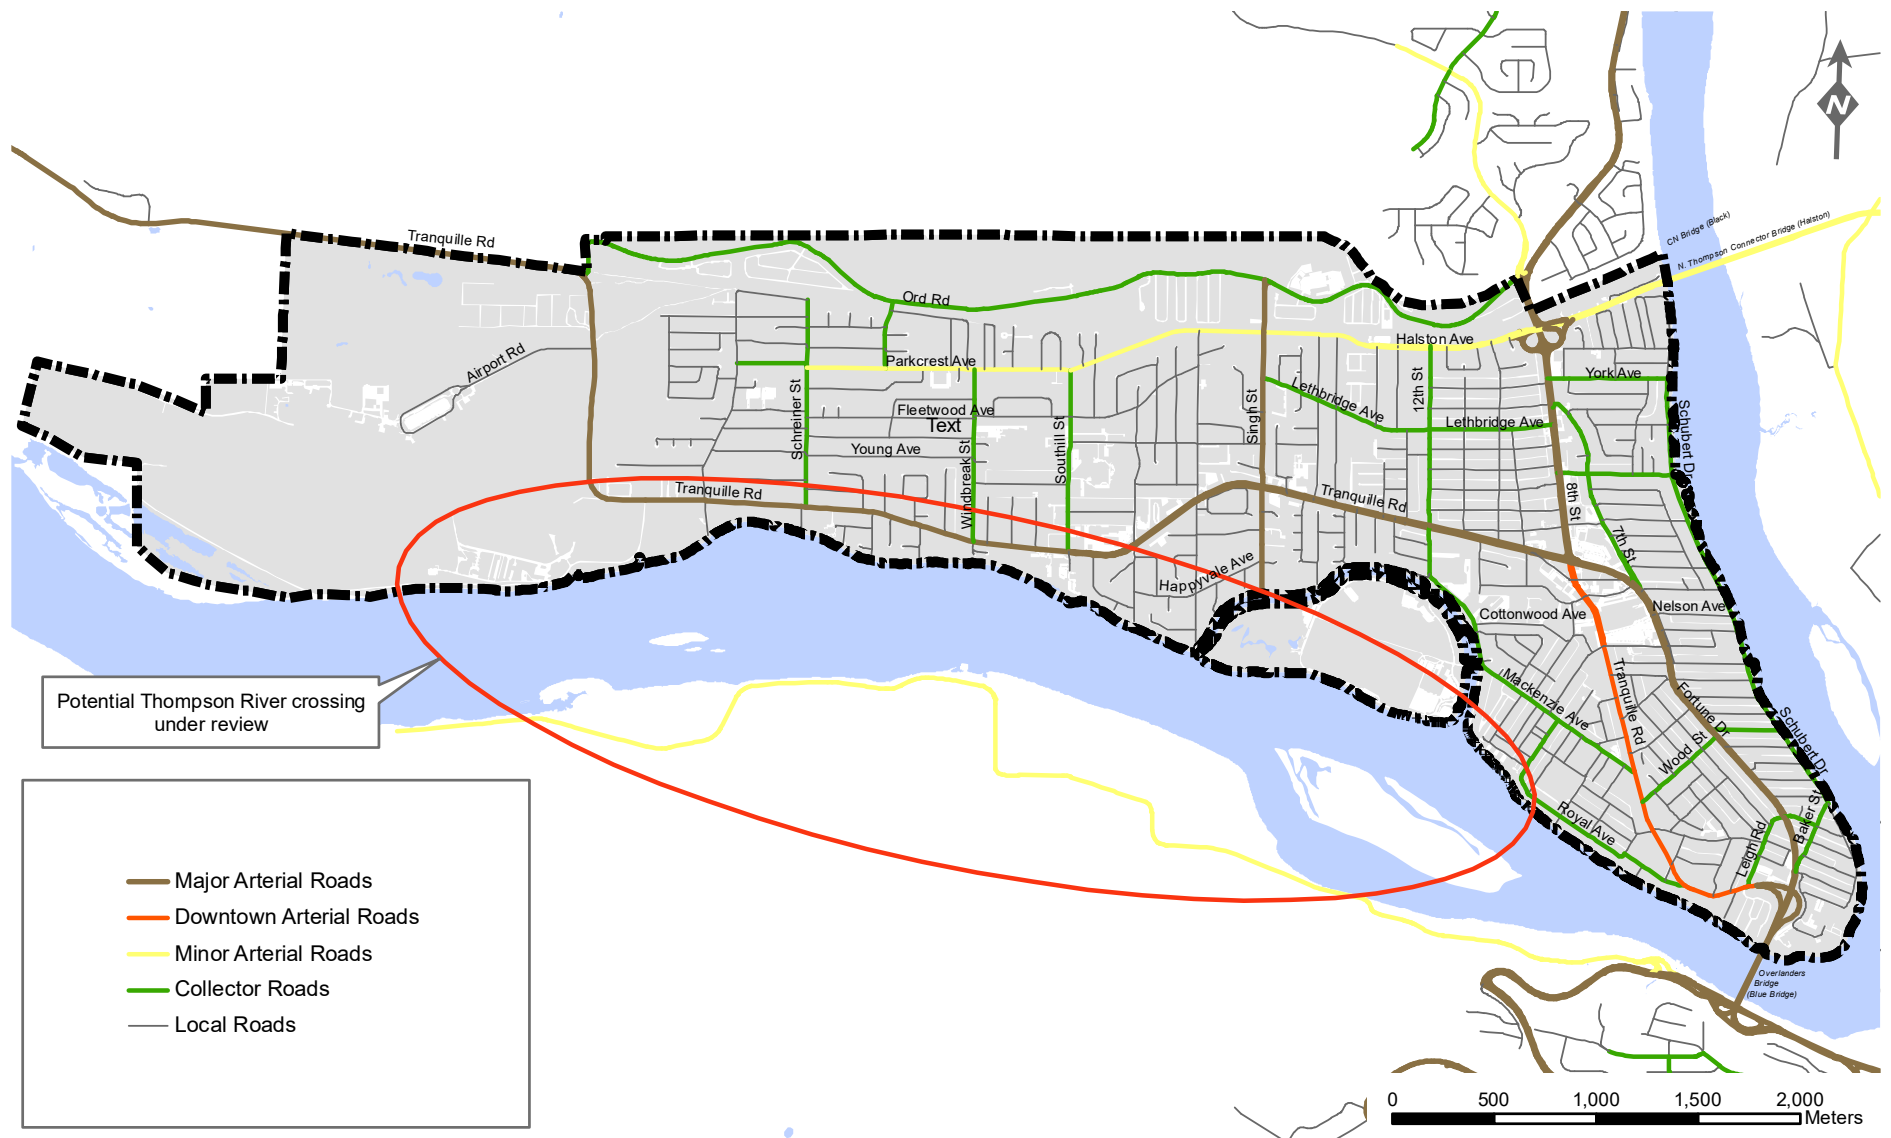 N
CN Bridge (Black)
N. Thompson Connector Bridge (Halston)
Tranquille Rd
Ord Rd
Halston Ave
Airport Rd
Parkcrest Ave
York Ave
Schreiner St
Fleetwood Ave
Text
Young Ave
Windbreak St
Southill St
Singh St
Lethbridge Ave
12th St
Lethbridge Ave
Schubert Dr
Tranquille Rd
Tranquille Rd
8th St
7th St
Happyvale Ave
Cottonwood Ave
Nelson Ave
Mackenzie Ave
Tranquille Rd
Fortune Dr
Wood St
Schubert Dr
Royal Ave
Leigh Rd
Baker St
Potential Thompson River crossing
under review
Overlanders
Bridge
(Blue Bridge)
Major Arterial Roads
Downtown Arterial Roads
Minor Arterial Roads
Collector Roads
Local Roads
0 500 1,000 1,500 2,000
Meters